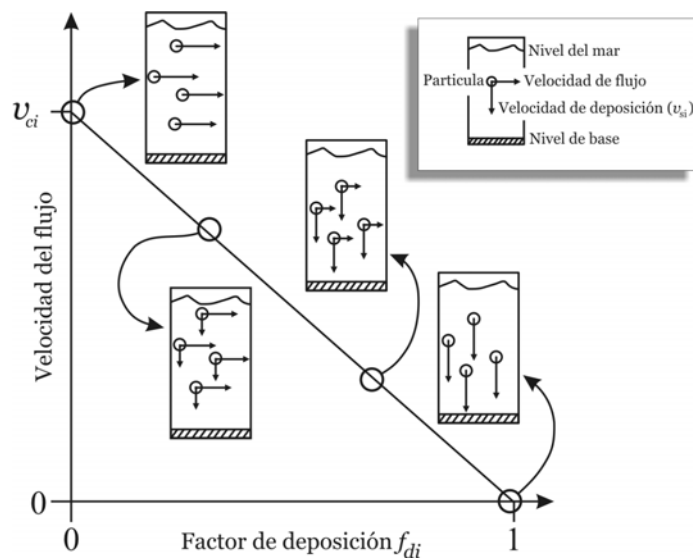 Nivel del mar
Partícula
Velocidad de flujo
Velocidad de deposición (v_si)
Nivel de base
v_ci
Velocidad del flujo
0
0
Factor de deposición f_di
1